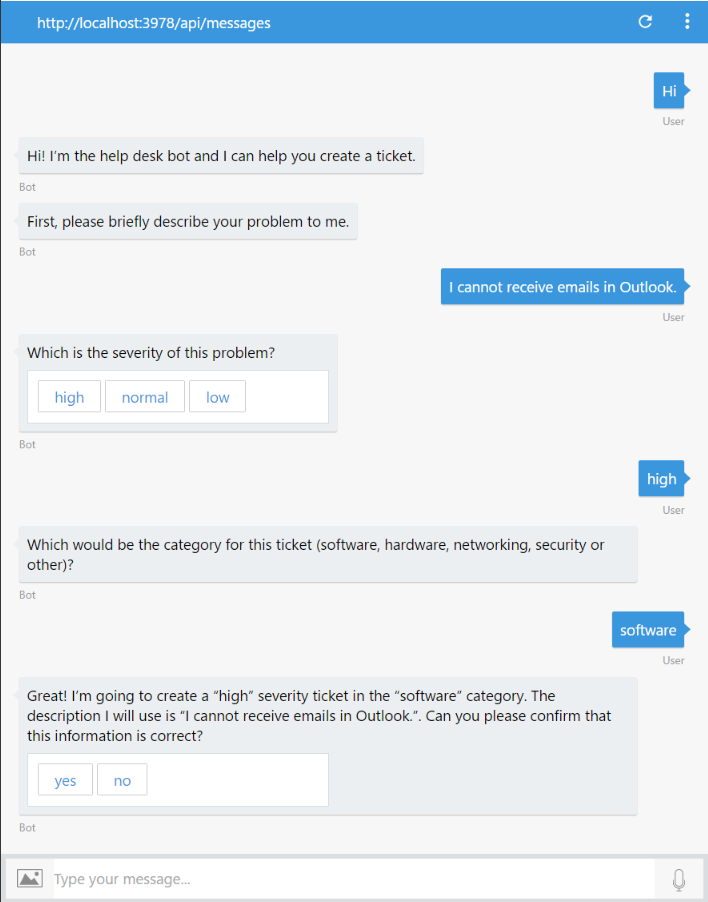 http://localhost:3978/api/messages
Hi
User
Hi! I’m the help desk bot and I can help you create a ticket.
Bot
First, please briefly describe your problem to me.
Bot
I cannot receive emails in Outlook.
User
Which is the severity of this problem?
high normal low
Bot
high
User
Which would be the category for this ticket (software, hardware, networking, security or
other)?
Bot
software
User
Great! I’m going to create a “high” severity ticket in the “software” category. The
description I will use is “I cannot receive emails in Outlook.”. Can you please confirm that
this information is correct?
yes no
Bot
Type your message...